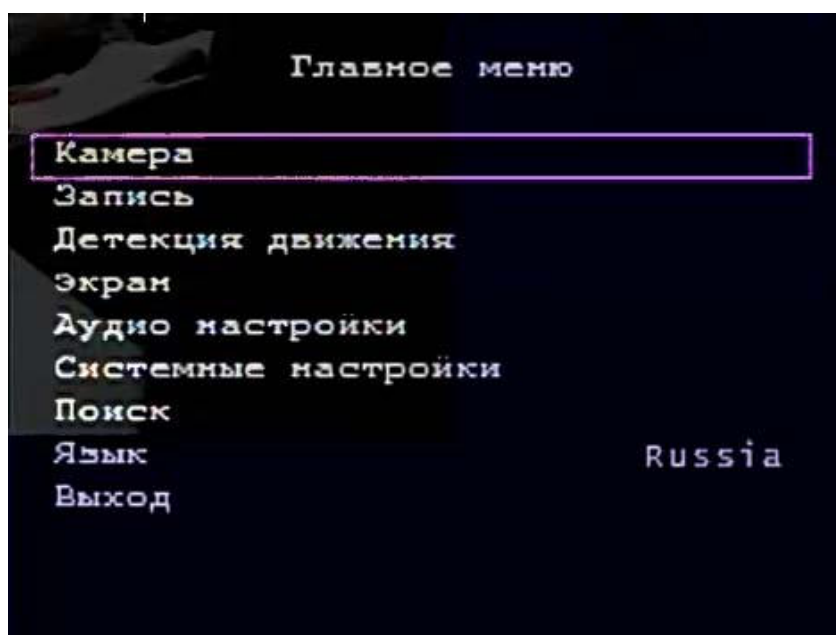 Главное меню
Камера
Запись
Детекция движения
Экран
Аудио настройки
Системные настройки
Поиск
Язык Russia
Выход